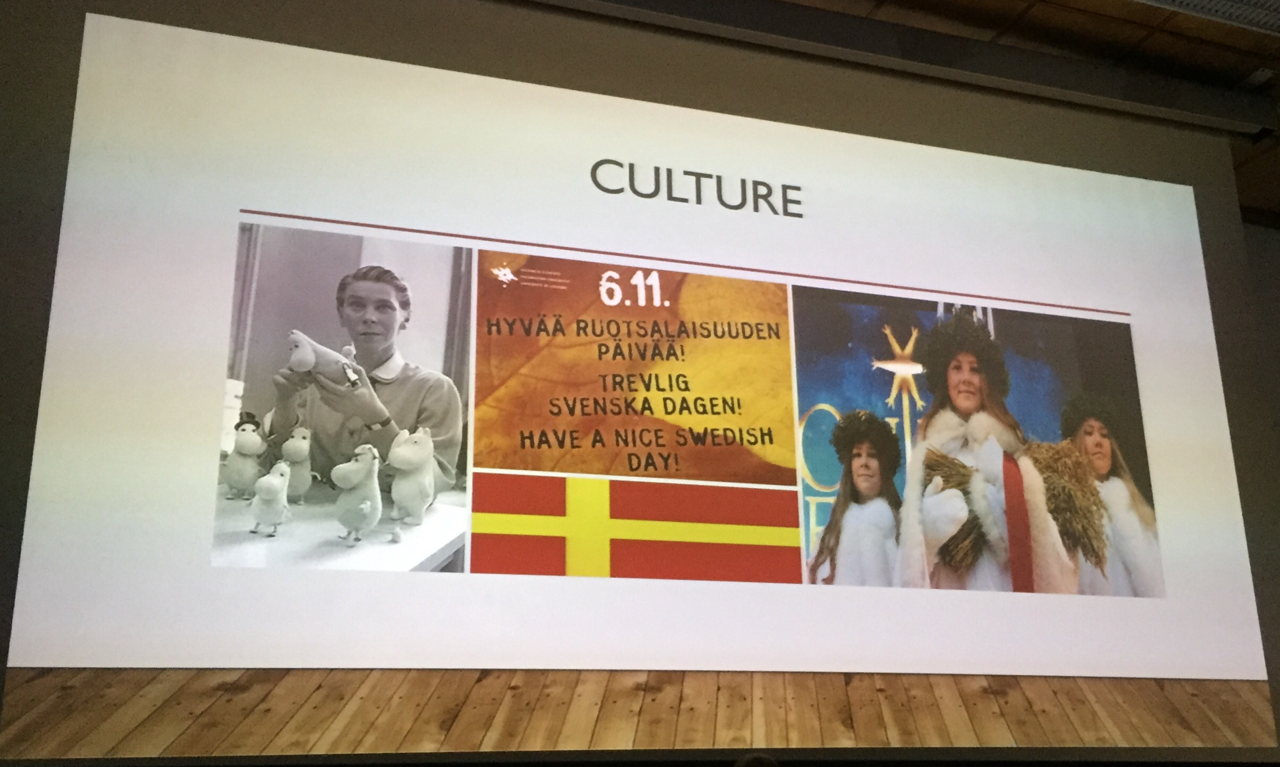 CULTURE
6.11.
HYVÄÄ RUOTSALAISUUDEN
PÄIVÄÄ!
TREVLIG
SVENSKA DAGEN!
HAVE A NICE SWEDISH
DAY!